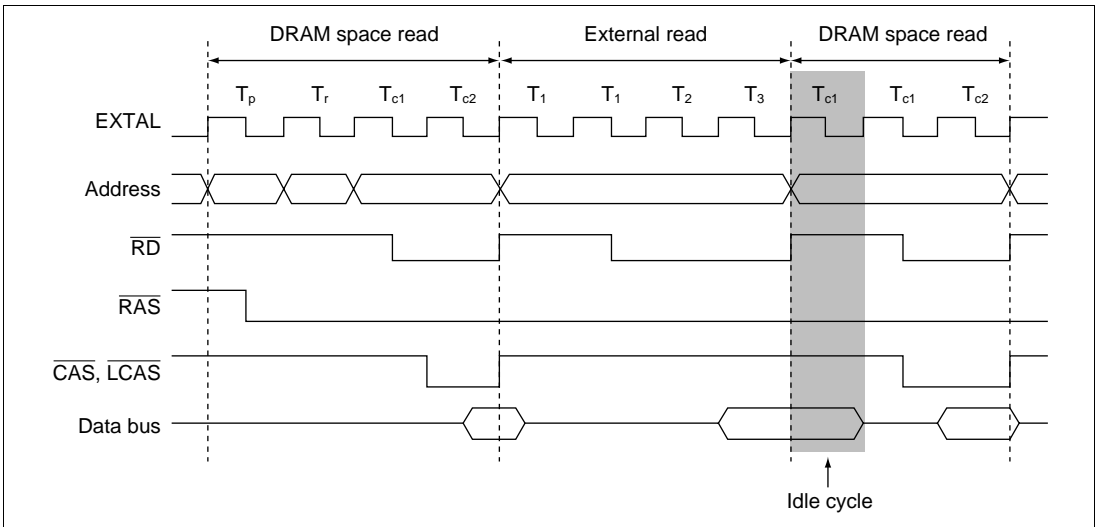 DRAM space read External read DRAM space read
Tp Tr Tc1 Tc2 T1 T1 T2 T3 Tc1 Tc1 Tc2
EXTAL
Address
RD
RAS
CAS, LCAS
Data bus
Idle cycle